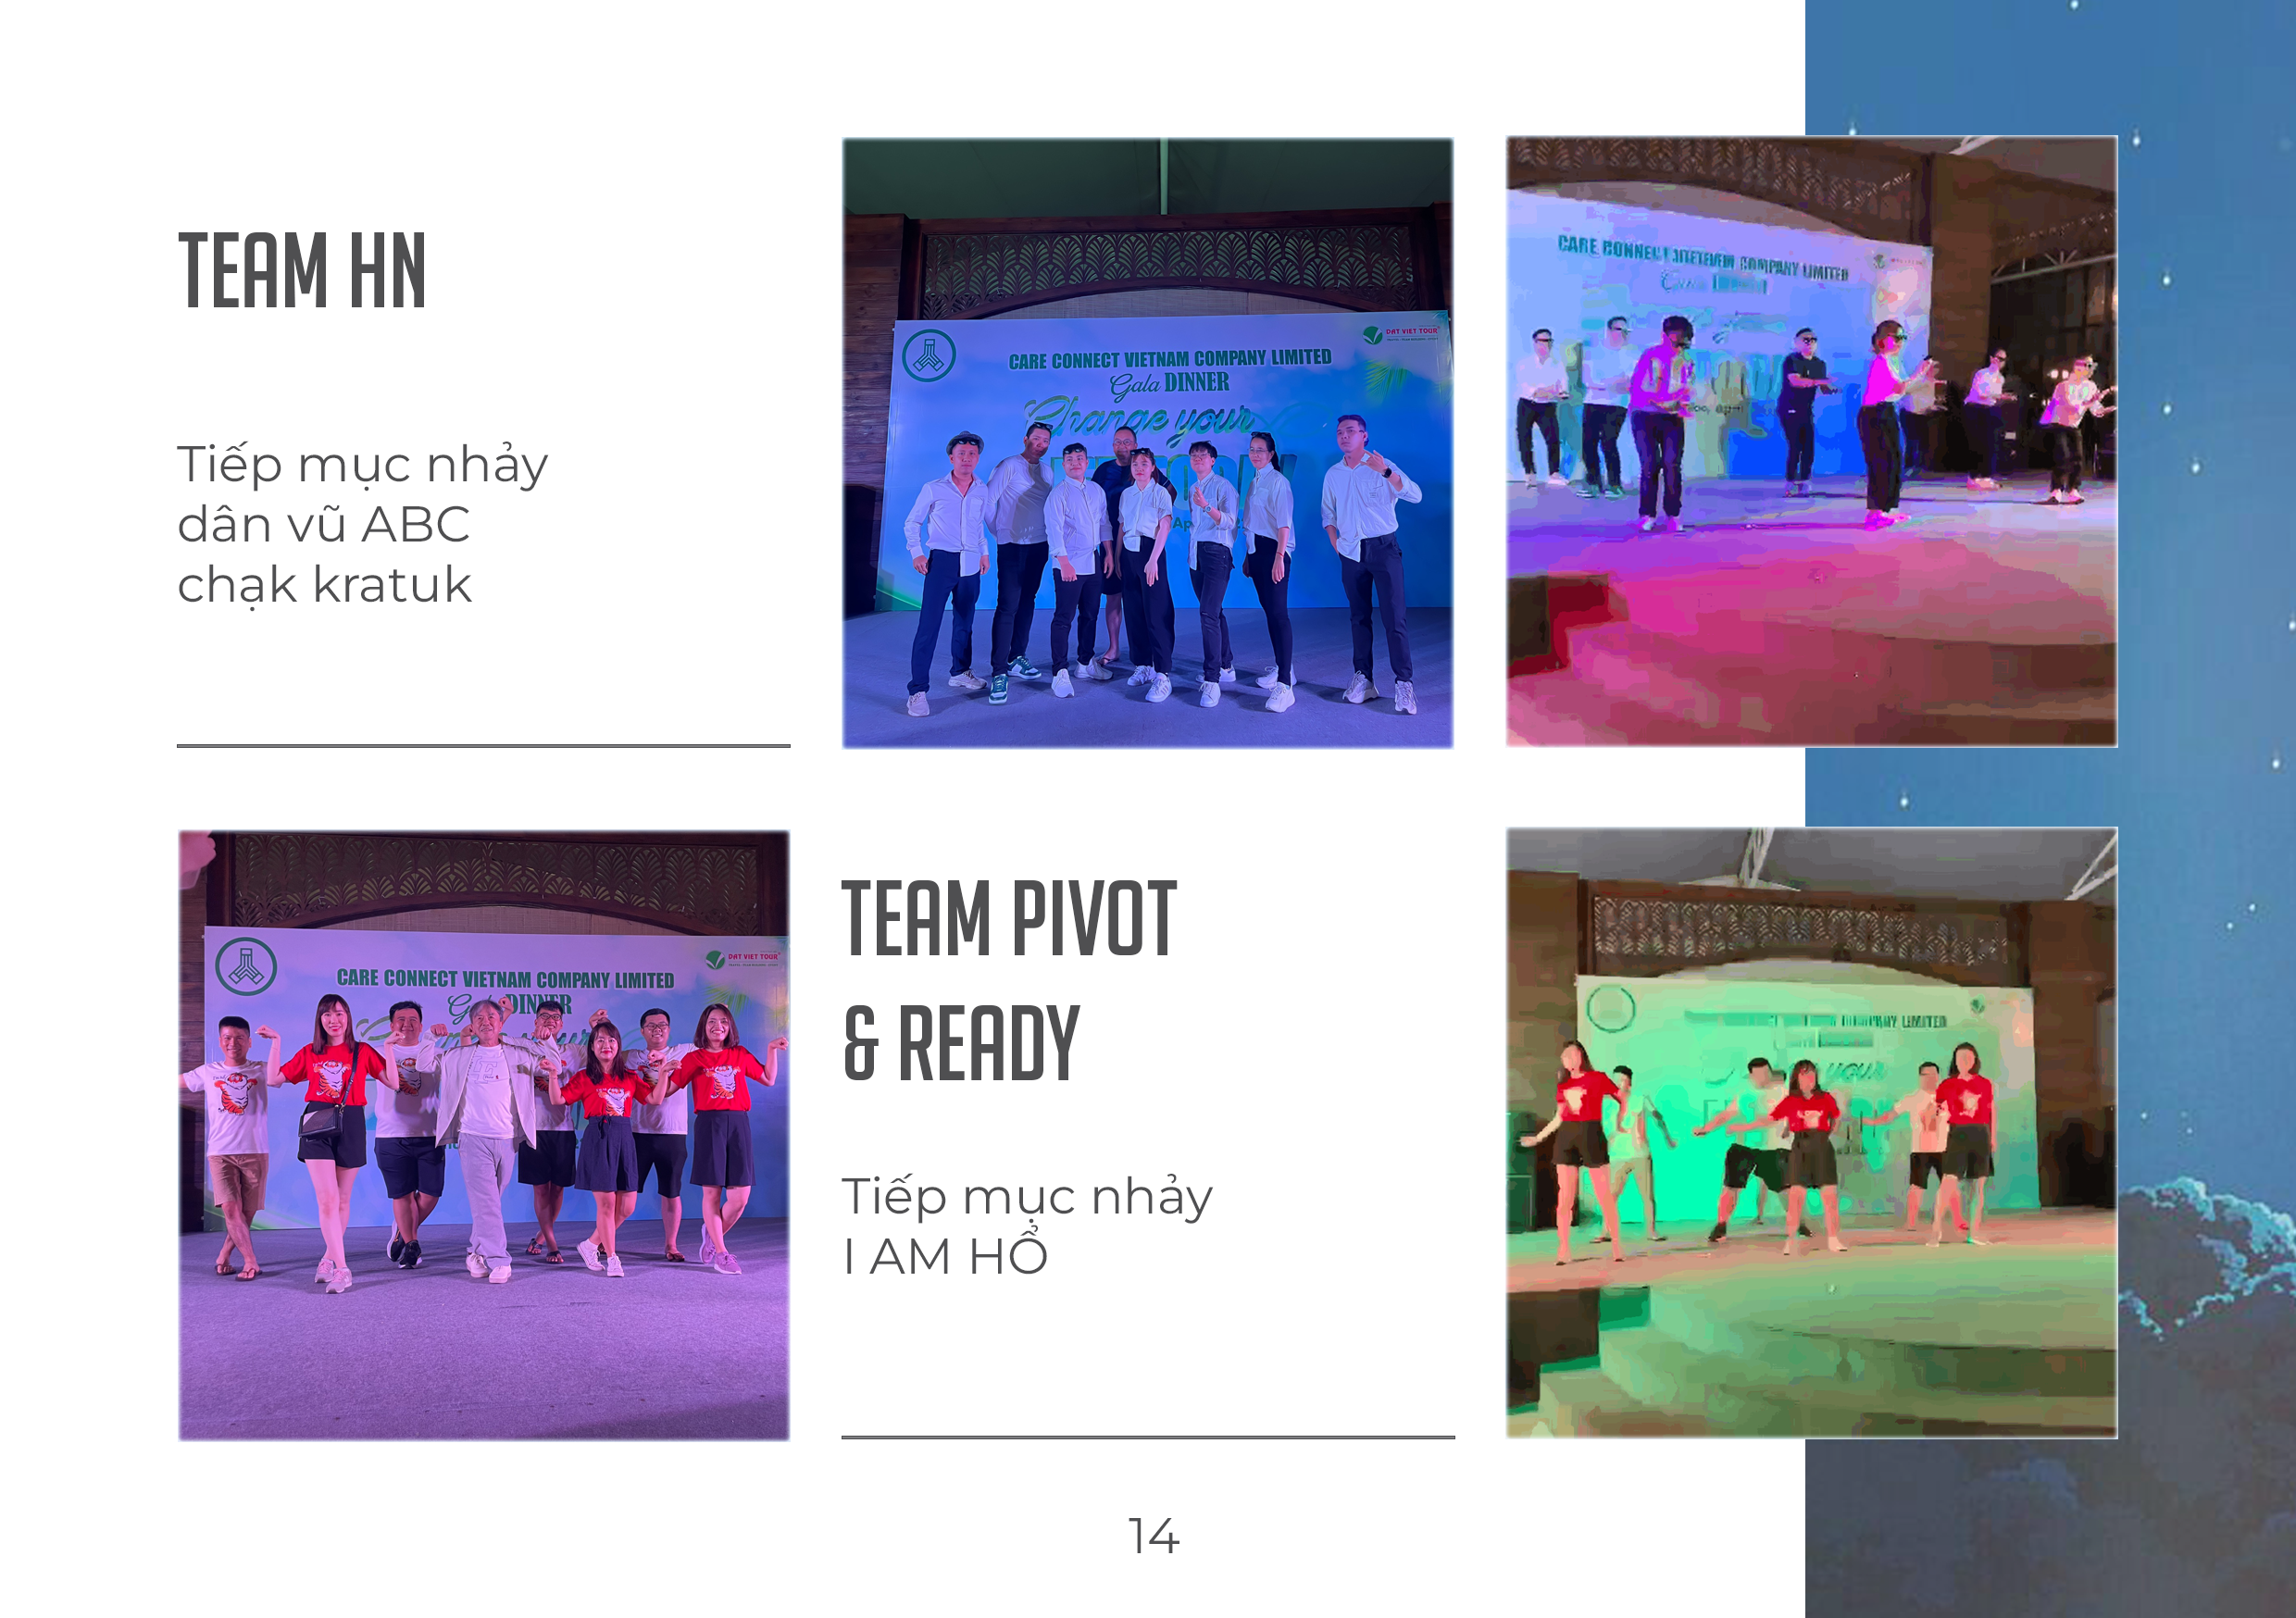 TEAM HN
Tiếp mục nhảy
dân vũ ABC
chạk kratuk
DAT VIET TOUR
CARE CONNECT VIETNAM COMPANY LIMITED
Gala DINNER
Change your
CARE CONNECT COMPANY LIMITED
DAT VIET TOUR
CARE CONNECT VIETNAM COMPANY LIMITED
DINNER
TEAM PIVOT
& READY
Tiếp mục nhảy
I AM HỔ
LIMITED
14